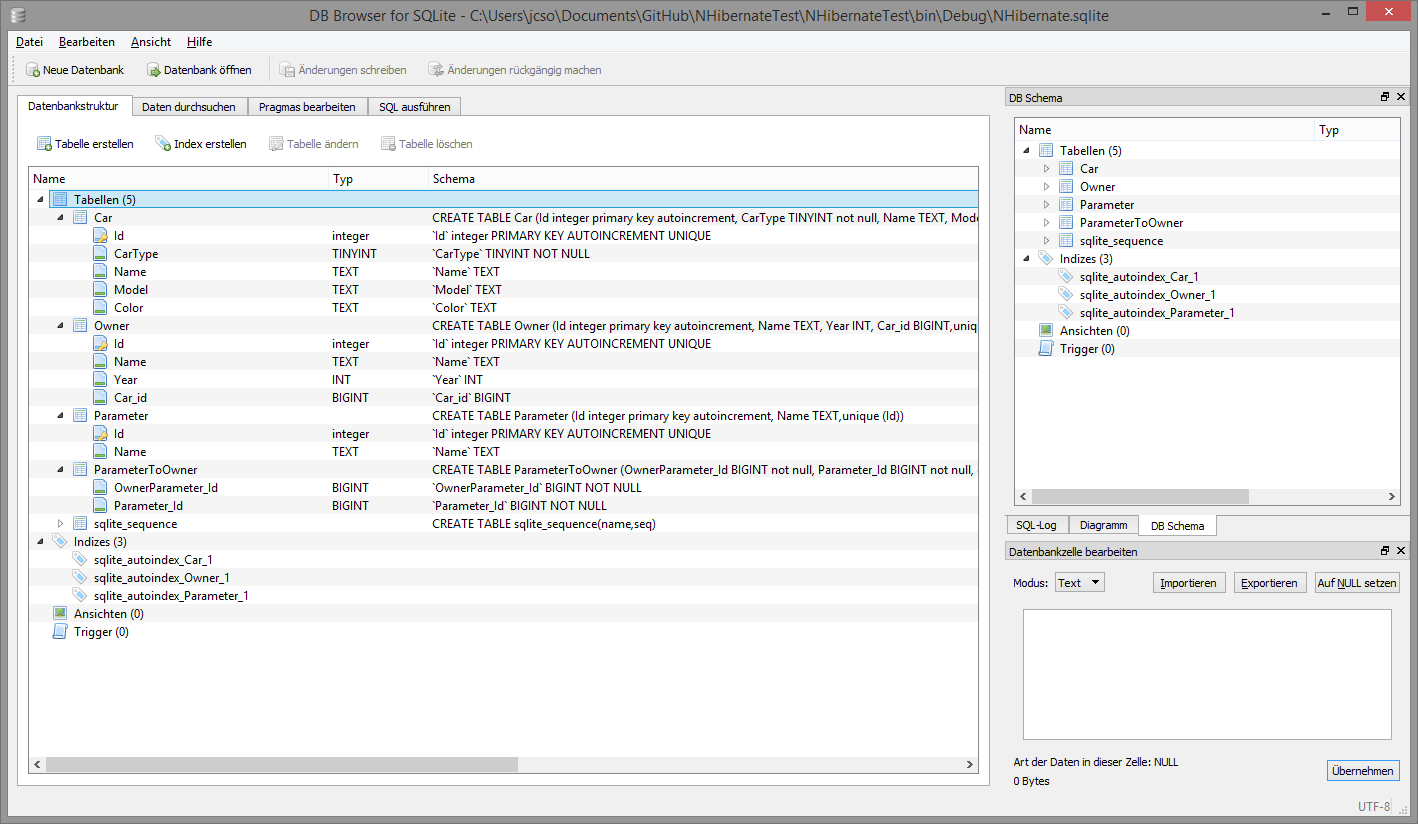 DB Browser for SQLite - C:\Users\jcso\Documents\GitHub\NHibernateTest\NHibernateTest\bin\Debug\NHibernate.sqlite
Datei Bearbeiten Ansicht Hilfe
Neue Datenbank Datenbank öffnen Änderungen schreiben Änderungen rückgängig machen
Datenbankstruktur Daten durchsuchen Pragmas bearbeiten SQL ausführen
Tabelle erstellen Index erstellen Tabelle ändern Tabelle löschen
Name Typ Schema
Tabellen (5)
Car CREATE TABLE Car (Id integer primary key autoincrement, CarType TINYINT not null, Name TEXT, Mode
Id integer `Id` integer PRIMARY KEY AUTOINCREMENT UNIQUE
CarType TINYINT `CarType` TINYINT NOT NULL
Name TEXT `Name` TEXT
Model TEXT `Model` TEXT
Color TEXT `Color` TEXT
Owner CREATE TABLE Owner (Id integer primary key autoincrement, Name TEXT, Year INT, Car_id BIGINT,uniq
Id integer `Id` integer PRIMARY KEY AUTOINCREMENT UNIQUE
Name TEXT `Name` TEXT
Year INT `Year` INT
Car_id BIGINT `Car_id` BIGINT
Parameter CREATE TABLE Parameter (Id integer primary key autoincrement, Name TEXT,unique (Id))
Id integer `Id` integer PRIMARY KEY AUTOINCREMENT UNIQUE
Name TEXT `Name` TEXT
ParameterToOwner CREATE TABLE ParameterToOwner (OwnerParameter_Id BIGINT not null, Parameter_Id BIGINT not null,
OwnerParameter_Id BIGINT `OwnerParameter_Id` BIGINT NOT NULL
Parameter_Id BIGINT `Parameter_Id` BIGINT NOT NULL
sqlite_sequence CREATE TABLE sqlite_sequence(name,seq)
Indizes (3)
sqlite_autoindex_Car_1
sqlite_autoindex_Owner_1
sqlite_autoindex_Parameter_1
Ansichten (0)
Trigger (0)
DB Schema
Name Typ
Tabellen (5)
Car
Owner
Parameter
ParameterToOwner
sqlite_sequence
Indizes (3)
sqlite_autoindex_Car_1
sqlite_autoindex_Owner_1
sqlite_autoindex_Parameter_1
Ansichten (0)
Trigger (0)
SQL-Log Diagramm DB Schema
Datenbankzelle bearbeiten
Modus: Text Importieren Exportieren Auf NULL setzen
Art der Daten in dieser Zelle: NULL
0 Bytes
Übernehmen
UTF-8